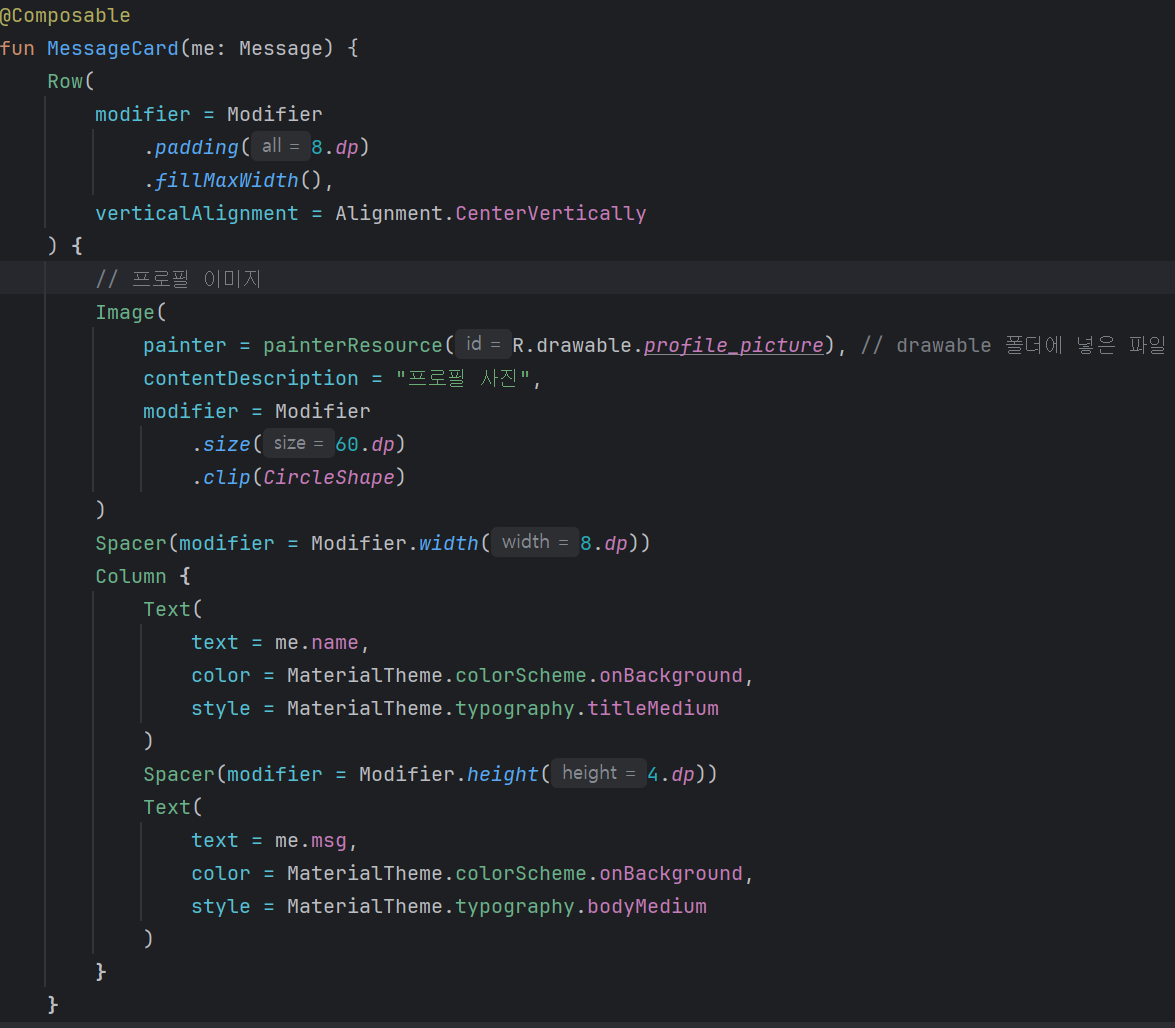 @Composable
fun MessageCard(me: Message) {
    Row(
        modifier = Modifier
            .padding(all = 8.dp)
            .fillMaxWidth(),
        verticalAlignment = Alignment.CenterVertically
    ) {
        // 프로필 이미지
        Image(
            painter = painterResource(id = R.drawable.profile_picture), // drawable 폴더에 넣은 파일
            contentDescription = "프로필 사진",
            modifier = Modifier
                .size(size = 60.dp)
                .clip(CircleShape)
        )
        Spacer(modifier = Modifier.width(width = 8.dp))
        Column {
            Text(
                text = me.name,
                color = MaterialTheme.colorScheme.onBackground,
                style = MaterialTheme.typography.titleMedium
            )
            Spacer(modifier = Modifier.height(height = 4.dp))
            Text(
                text = me.msg,
                color = MaterialTheme.colorScheme.onBackground,
                style = MaterialTheme.typography.bodyMedium
            )
        }
    }